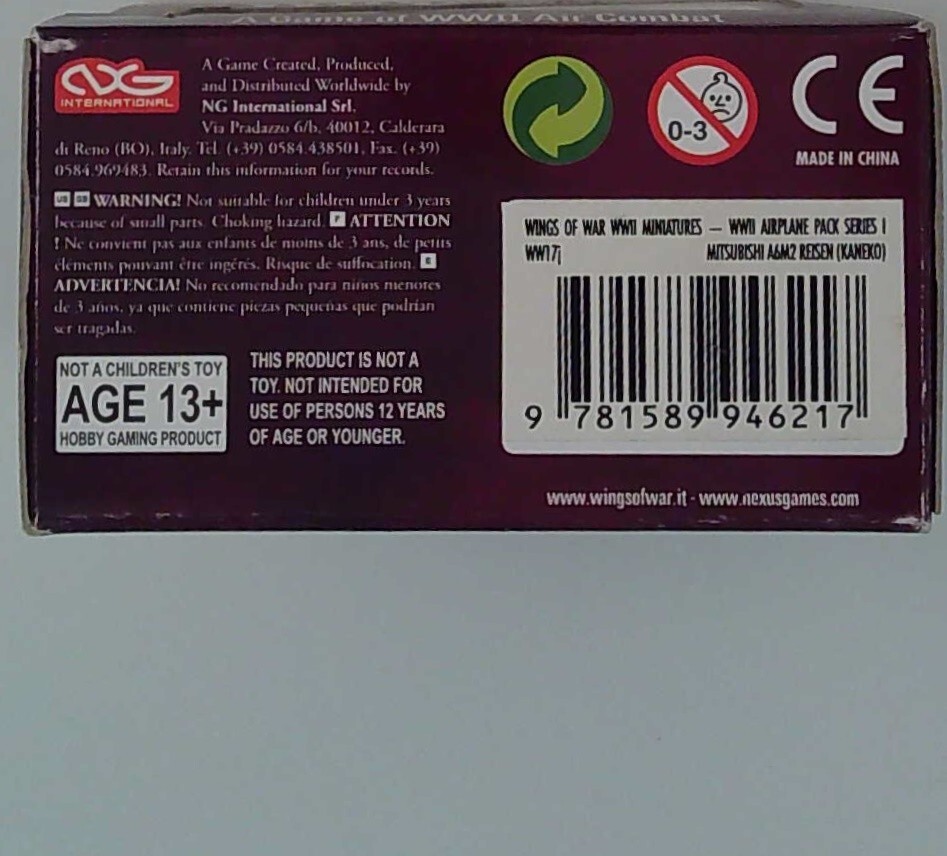 A Game of WWII Air Combat
NG
INTERNATIONAL
A Game Created, Produced,
and Distributed Worldwide by
NG International Srl.
Via Pradazzo 6/b, 40012, Calderara
di Reno (BO), Italy. Tel. (+39) 0584.438501, Fax. (+39)
0584.969483. Retain this information for your records.
US GB WARNING! Not suitable for children under 3 years
because of small parts. Choking hazard. F ATTENTION
! Ne convient pas aux enfants de moins de 3 ans, de petits
éléments pouvant être ingérés. Risque de suffocation. E
ADVERTENCIA! No recomendado para niños menores
de 3 años, ya que contiene piezas pequeñas que podrían
ser tragadas.
NOT A CHILDREN'S TOY
AGE 13+
HOBBY GAMING PRODUCT
THIS PRODUCT IS NOT A
TOY. NOT INTENDED FOR
USE OF PERSONS 12 YEARS
OF AGE OR YOUNGER.
0-3
CE
MADE IN CHINA
WINGS OF WAR WWII MINIATURES – WWII AIRPLANE PACK SERIES I
WW17j MITSUBISHI A6M2 REISEN (KANEKO)
9 781589 946217
www.wingsofwar.it - www.nexusgames.com